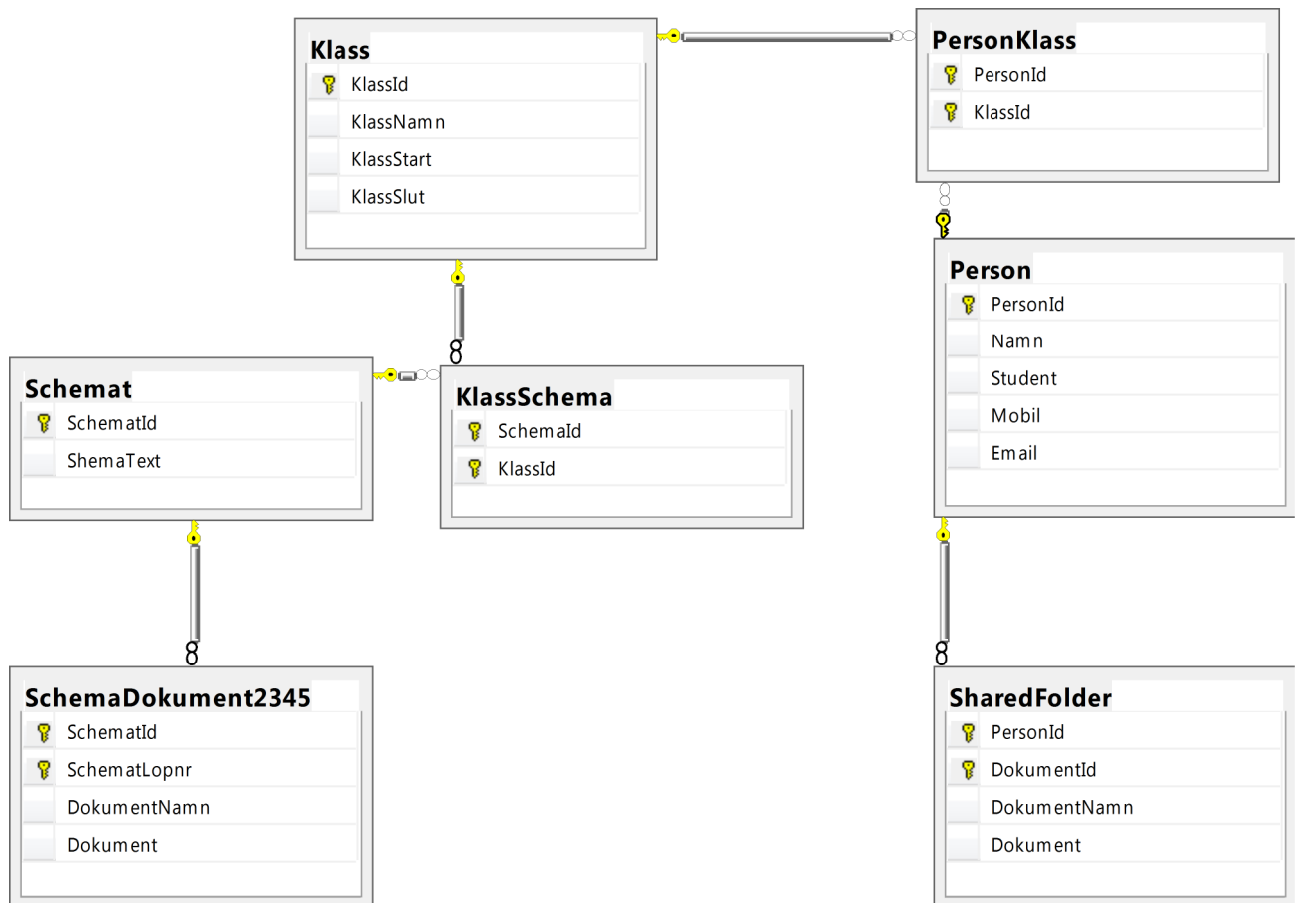 Klass
KlassId
KlassNamn
KlassStart
KlassSlut
PersonKlass
PersonId
KlassId
Person
PersonId
Namn
Student
Mobil
Email
Schemat
SchematId
ShemaText
KlassSchema
SchemaId
KlassId
SchemaDokument2345
SchematId
SchematLopnr
DokumentNamn
Dokument
SharedFolder
PersonId
DokumentId
DokumentNamn
Dokument